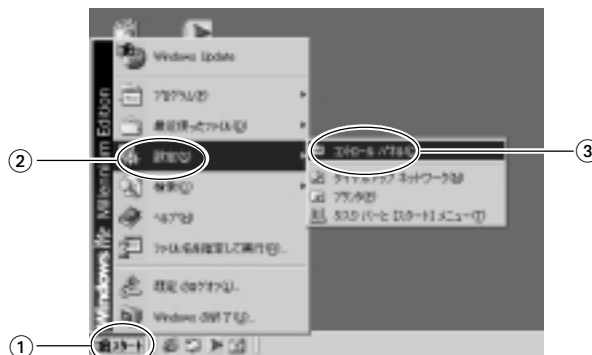 Windows Update
プログラム(P)
最近使ったファイル(D)
② 設定(S)
コントロール パネル(C) ③
ダイヤルアップ ネットワーク(N)
プリンタ(P)
タスク バーと [スタート] メニュー(T)
検索(C)
ヘルプ(H)
ファイル名を指定して実行(R)...
Windows の終了(U)...
Windows Me Millennium Edition
① スタート